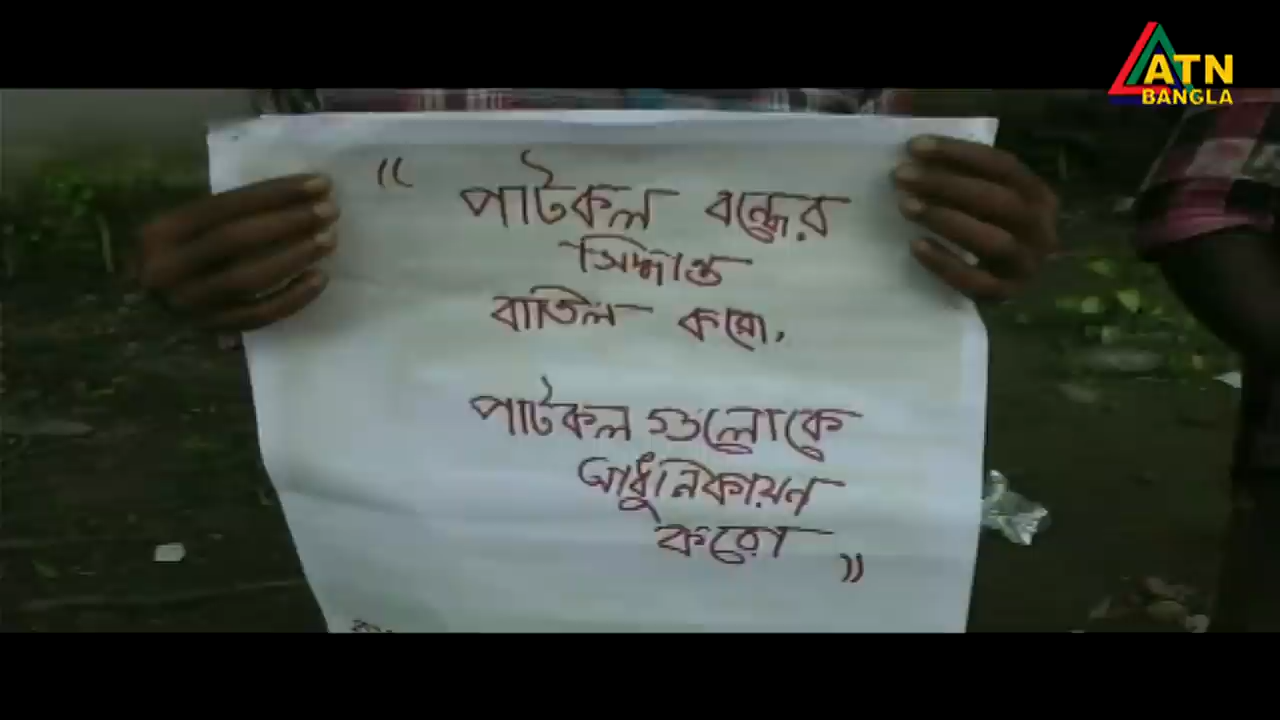 ATN
BANGLA
“ পাটকল বন্ধের
সিদ্ধান্ত
বাতিল করো,
পাটকল গুলোকে
আধুনিকায়ন
করো ”